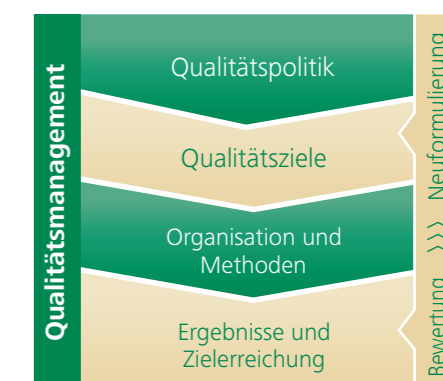 Qualitätsmanagement
Qualitätspolitik
Qualitätsziele
Organisation und
Methoden
Ergebnisse und
Zielerreichung
Bewertung >>> Neuformulierung